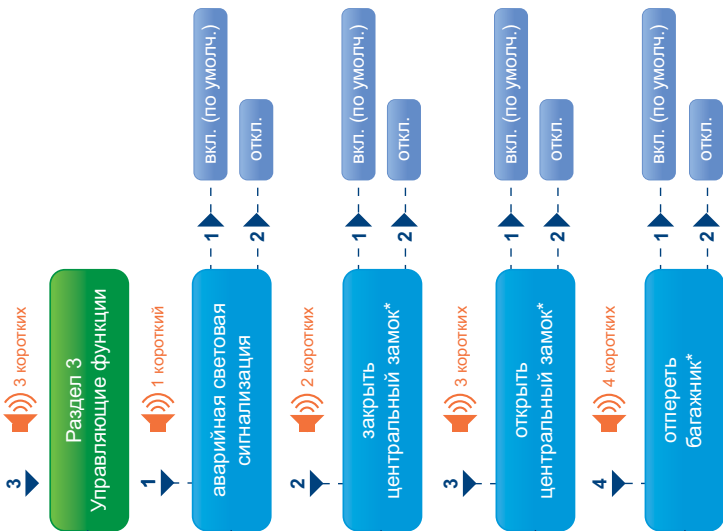 3
3 коротких
Раздел 3
Управляющие функции
1
1 короткий
аварийная световая
сигнализация
1
вкл. (по умолч.)
2
откл.
2
2 коротких
закрыть
центральный замок*
1
вкл. (по умолч.)
2
откл.
3
3 коротких
открыть
центральный замок*
1
вкл. (по умолч.)
2
откл.
4
4 коротких
отпереть
багажник*
1
вкл. (по умолч.)
2
откл.